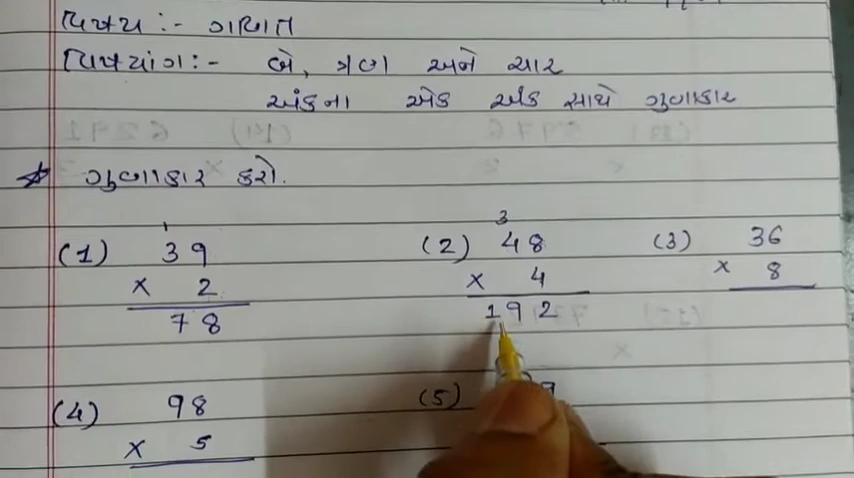 વિષય :- ગણિત
વિષયાંગ :- બે, ત્રણ અને ચાર
અંકના એક અંક સાથે ગુણાકાર
* ગુણાકાર કરો.
(1) 39 × 2 78
(2) 48 × 4 192
(3) 36 × 8
(4) 98 × 5
(5)